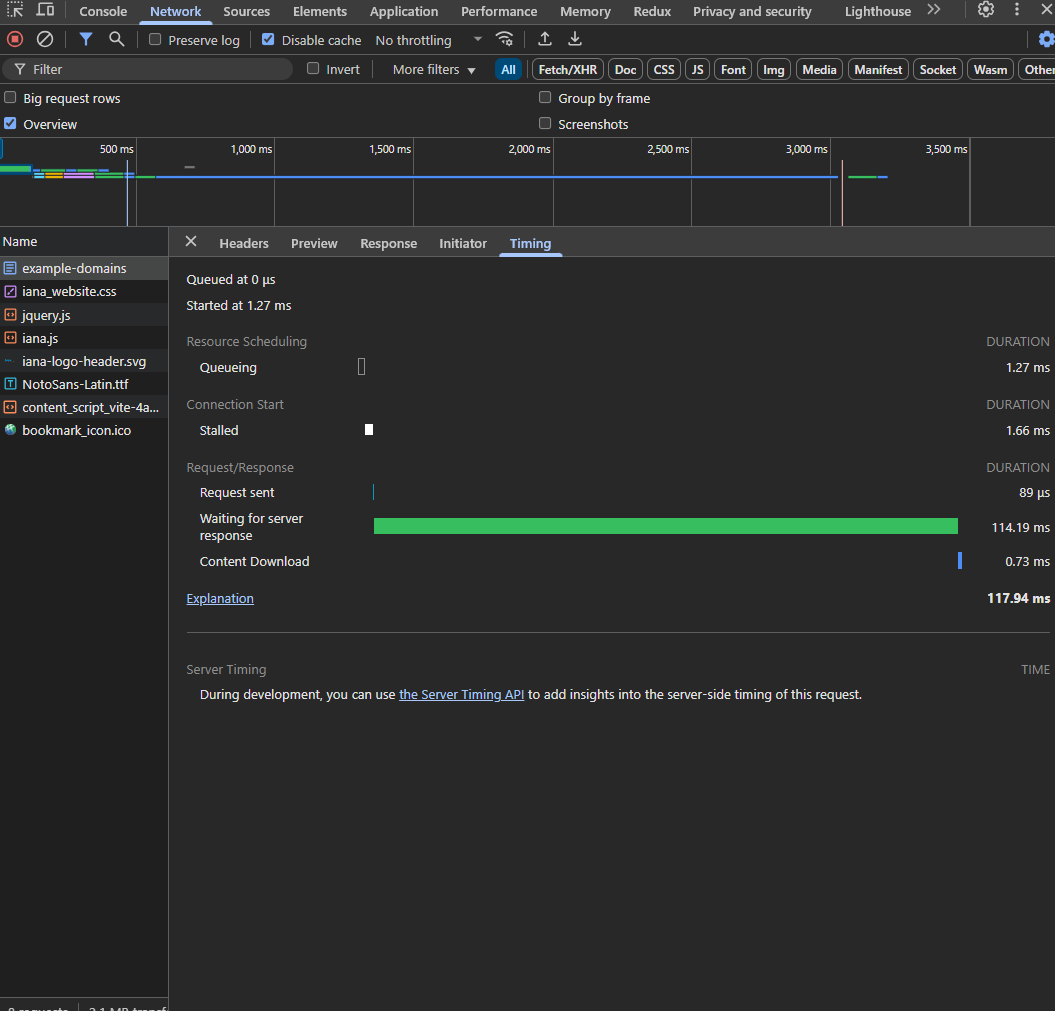 Console Network Sources Elements Application Performance Memory Redux Privacy and security Lighthouse
Preserve log Disable cache No throttling
Filter Invert More filters All Fetch/XHR Doc CSS JS Font Img Media Manifest Socket Wasm Other
Big request rows Group by frame
Overview Screenshots
500 ms 1,000 ms 1,500 ms 2,000 ms 2,500 ms 3,000 ms 3,500 ms
Name Headers Preview Response Initiator Timing
example-domains
iana_website.css
jquery.js
iana.js
iana-logo-header.svg
NotoSans-Latin.ttf
content_script_vite-4a...
bookmark_icon.ico
Queued at 0 μs
Started at 1.27 ms
Resource Scheduling DURATION
Queueing 1.27 ms
Connection Start DURATION
Stalled 1.66 ms
Request/Response DURATION
Request sent 89 μs
Waiting for server
response 114.19 ms
Content Download 0.73 ms
Explanation 117.94 ms
Server Timing TIME
During development, you can use the Server Timing API to add insights into the server-side timing of this request.
8 requests 2.1 MB transf